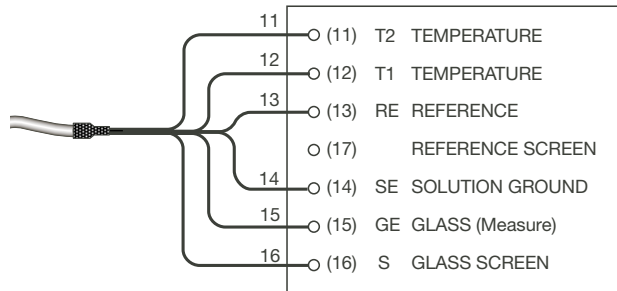 11 (11) T2 TEMPERATURE
12 (12) T1 TEMPERATURE
13 (13) RE REFERENCE
(17) REFERENCE SCREEN
14 (14) SE SOLUTION GROUND
15 (15) GE GLASS (Measure)
16 (16) S GLASS SCREEN